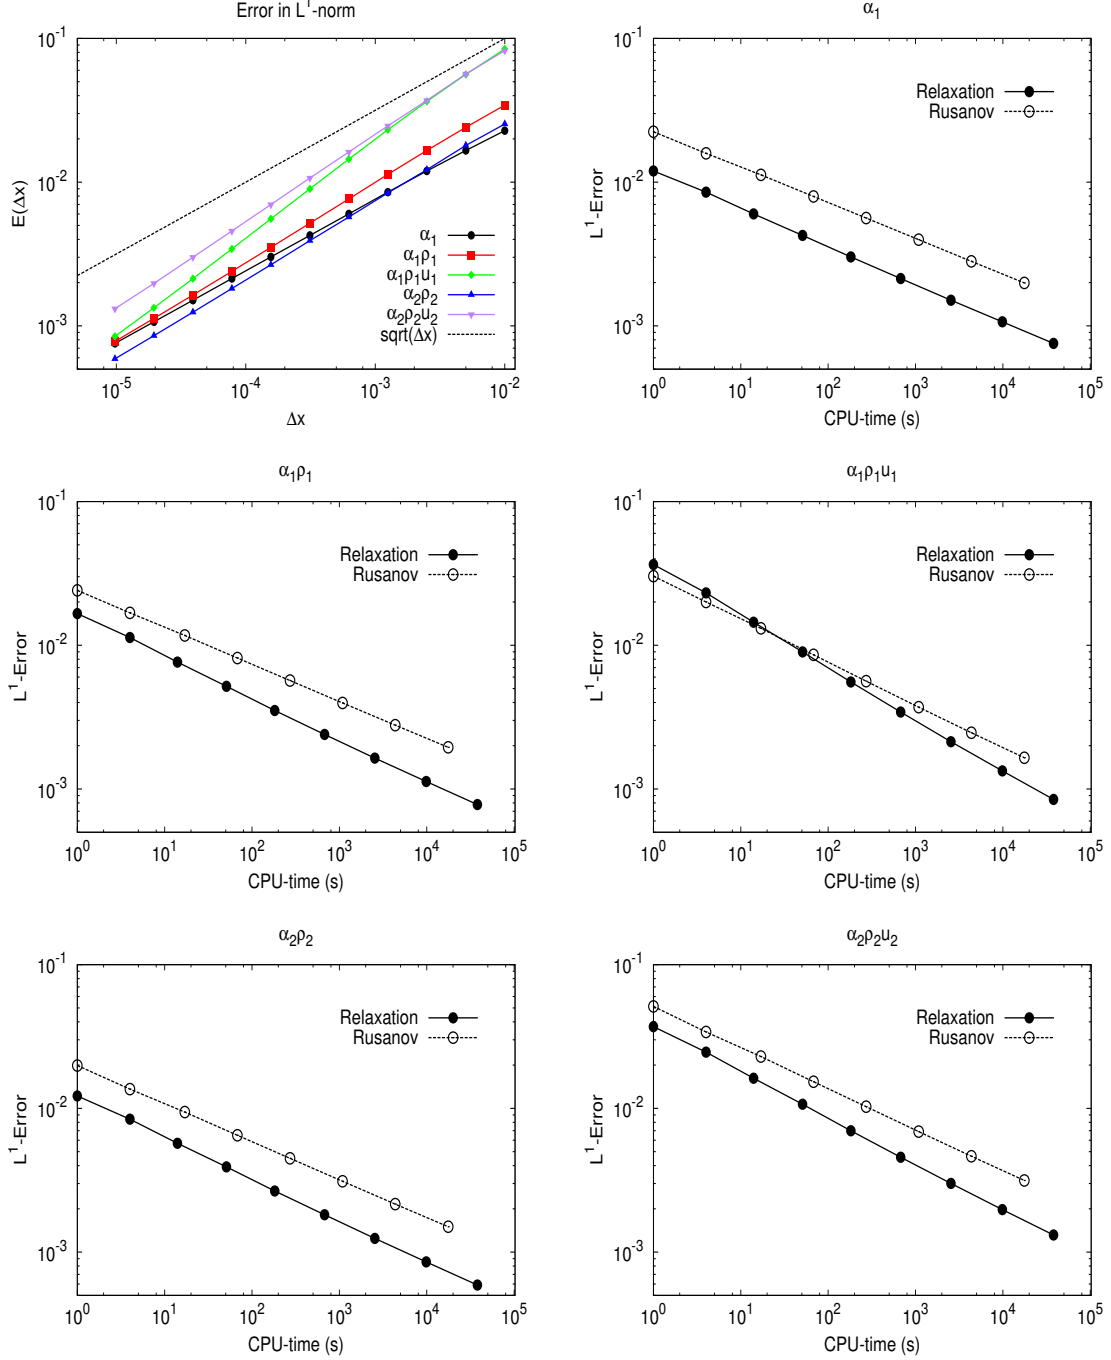 Error in L¹-norm
E(Δx)
10⁻¹
10⁻²
10⁻³
α₁
α₁ρ₁
α₁ρ₁u₁
α₂ρ₂
α₂ρ₂u₂
sqrt(Δx)
10⁻⁵ 10⁻⁴ 10⁻³ 10⁻²
Δx
α₁
L¹-Error
10⁻¹
10⁻²
10⁻³
Relaxation
Rusanov
10⁰ 10¹ 10² 10³ 10⁴ 10⁵
CPU-time (s)
α₁ρ₁
L¹-Error
10⁻¹
10⁻²
10⁻³
Relaxation
Rusanov
10⁰ 10¹ 10² 10³ 10⁴ 10⁵
CPU-time (s)
α₁ρ₁u₁
L¹-Error
10⁻¹
10⁻²
10⁻³
Relaxation
Rusanov
10⁰ 10¹ 10² 10³ 10⁴ 10⁵
CPU-time (s)
α₂ρ₂
L¹-Error
10⁻¹
10⁻²
10⁻³
Relaxation
Rusanov
10⁰ 10¹ 10² 10³ 10⁴ 10⁵
CPU-time (s)
α₂ρ₂u₂
L¹-Error
10⁻¹
10⁻²
10⁻³
Relaxation
Rusanov
10⁰ 10¹ 10² 10³ 10⁴ 10⁵
CPU-time (s)